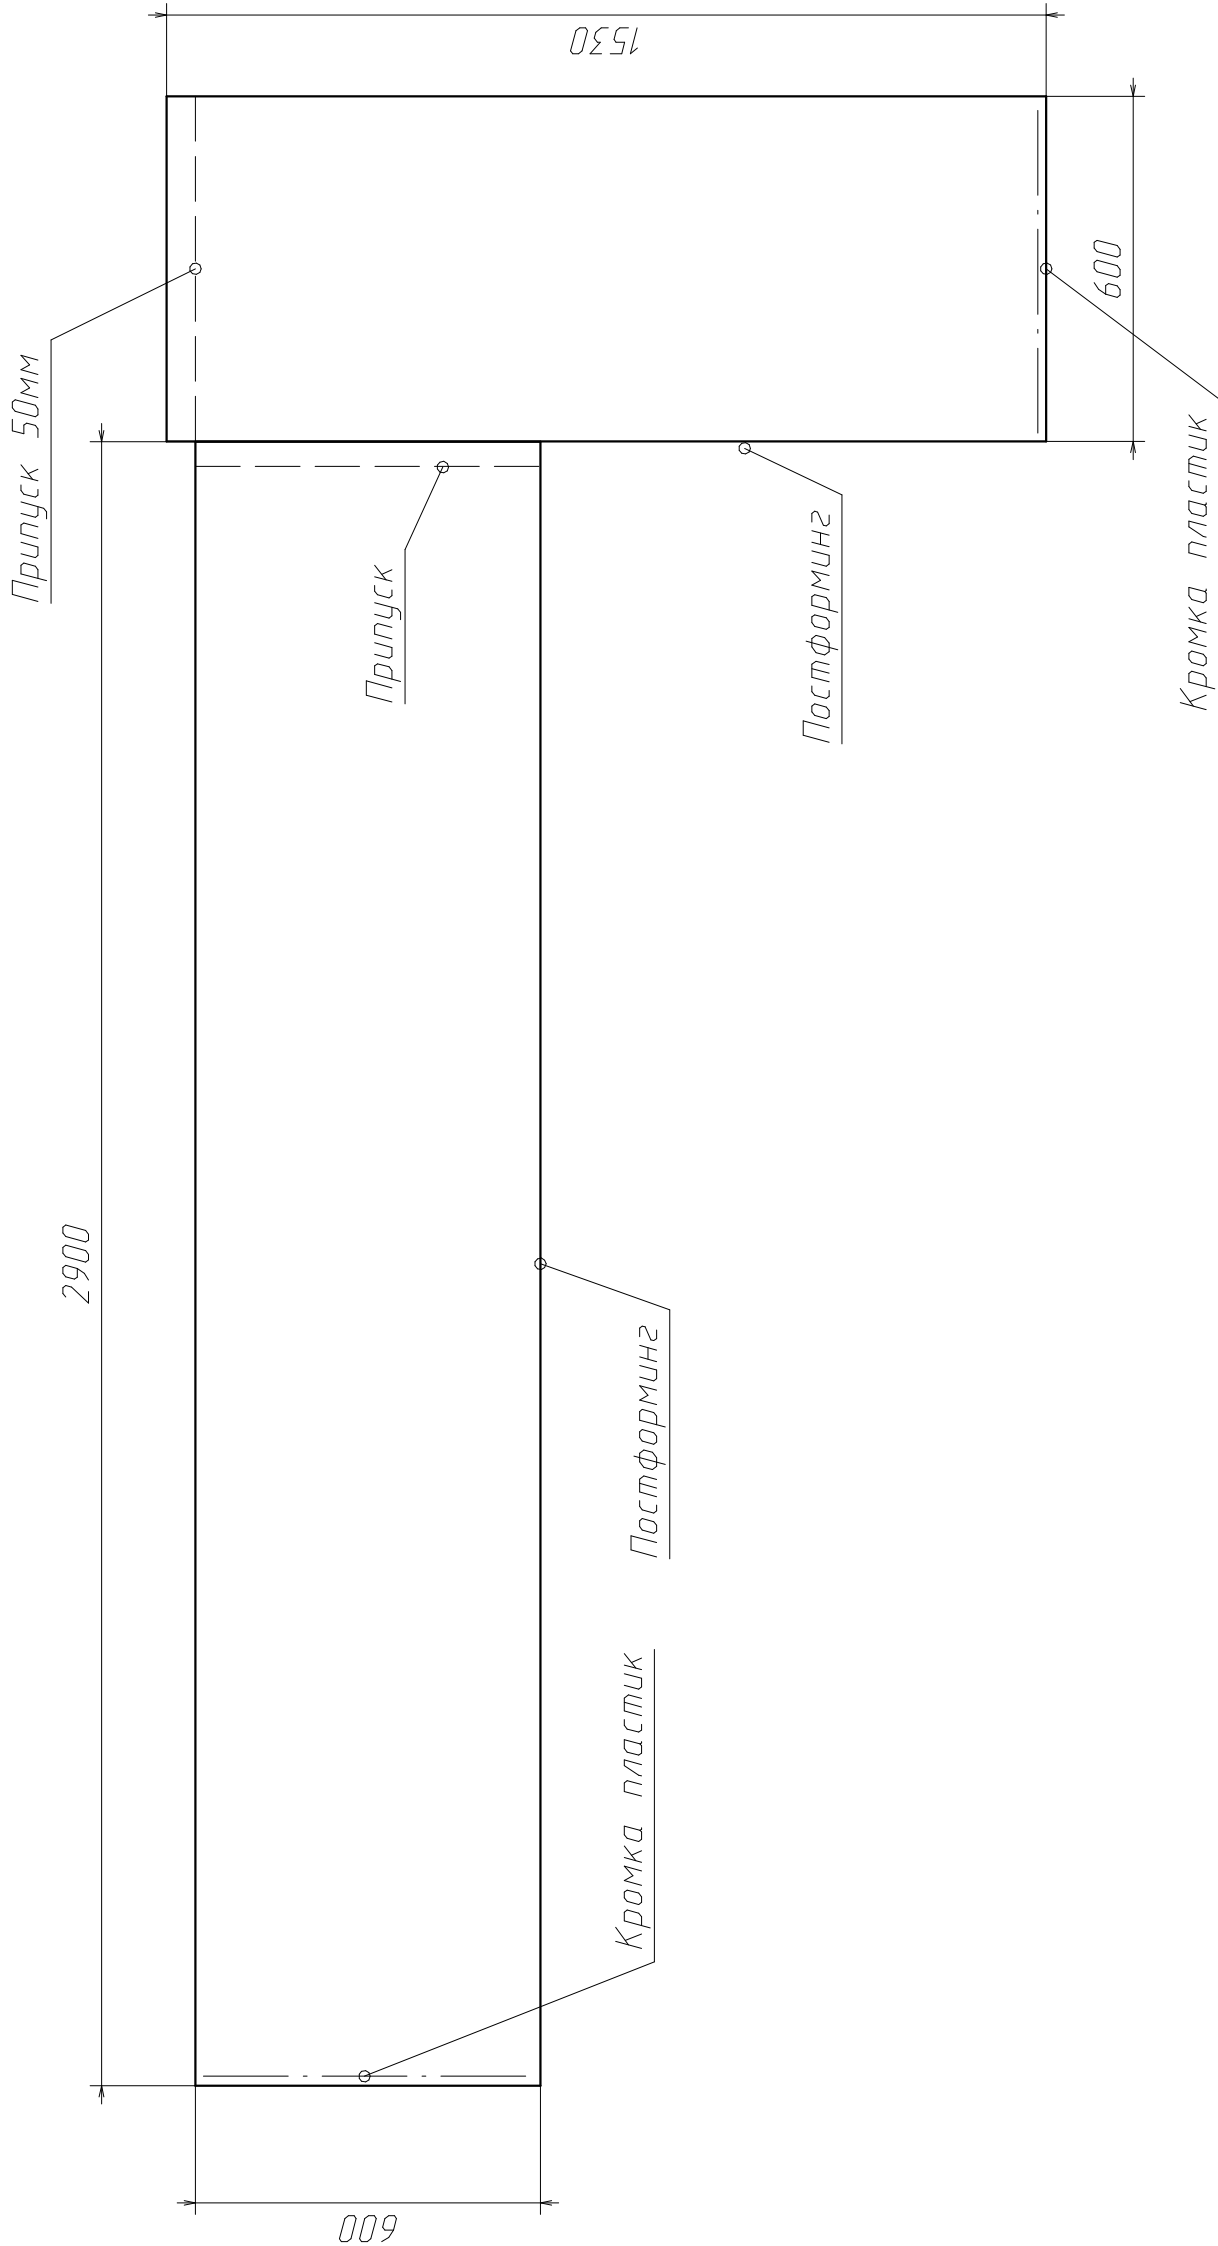 1530
Припуск 50мм
600
Припуск
Кромка пластик
Постформинг
2900
Постформинг
Кромка пластик
600